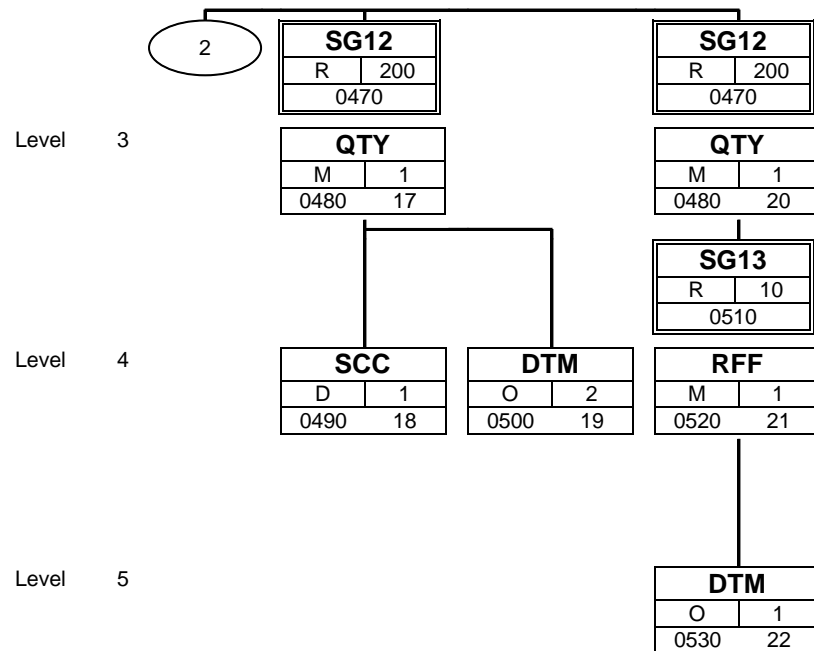 2
SG12
SG12
R 200
R 200
0470
0470
Level 3
QTY
QTY
M 1
M 1
0480 17
0480 20
SG13
R 10
0510
Level 4
SCC
DTM
RFF
D 1
O 2
M 1
0490 18
0500 19
0520 21
Level 5
DTM
O 1
0530 22